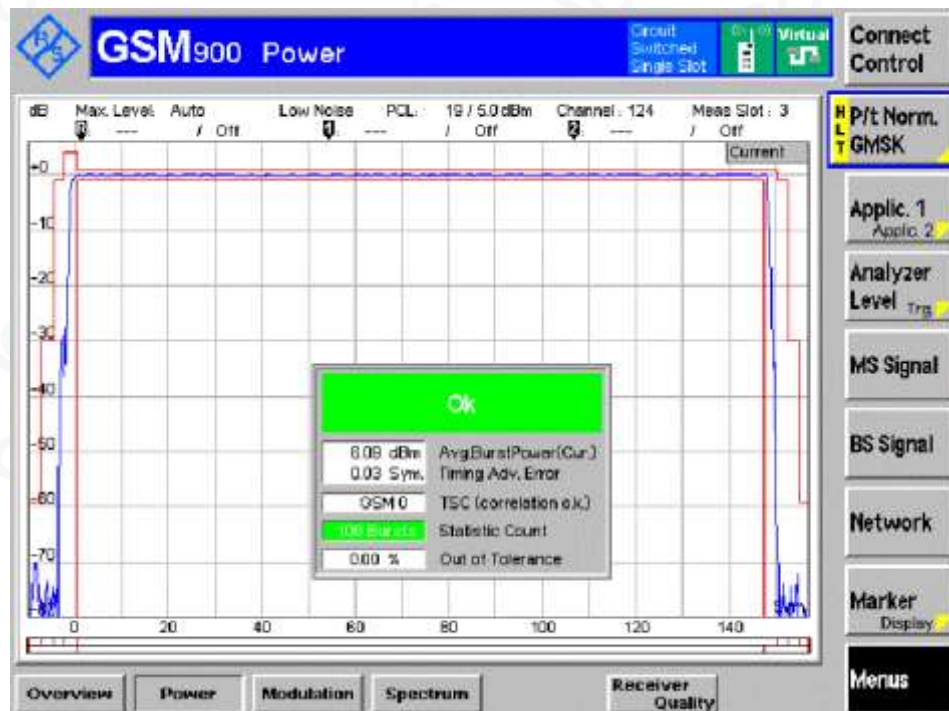 GSM900 Power
Circuit
Switched
Single Slot
Virtual
Connect
Control
dB Max. Level: Auto Low Noise PCL: 19 / 5.0 dBm Channel: 124 Meas Slot: 3
--- / Off --- / Off 2 --- / Off
Current
H
L
T
P/t Norm.
GMSK
+0
-10
-20
-30
-40
-50
-60
-70
Applic. 1
Applic. 2
Analyzer
Level Trg.
MS Signal
BS Signal
Network
Marker
Display
Menus
Ok
dBm Avg.BurstPower(Cur.)
0.03 Sym. Timing Adv. Error
GSM 0 TSC (correlation o.k.)
100 Bursts Statistic Count
0.00 % Out of Tolerance
0 20 40 60 80 100 120 140
Overview Power Modulation Spectrum Receiver
Quality